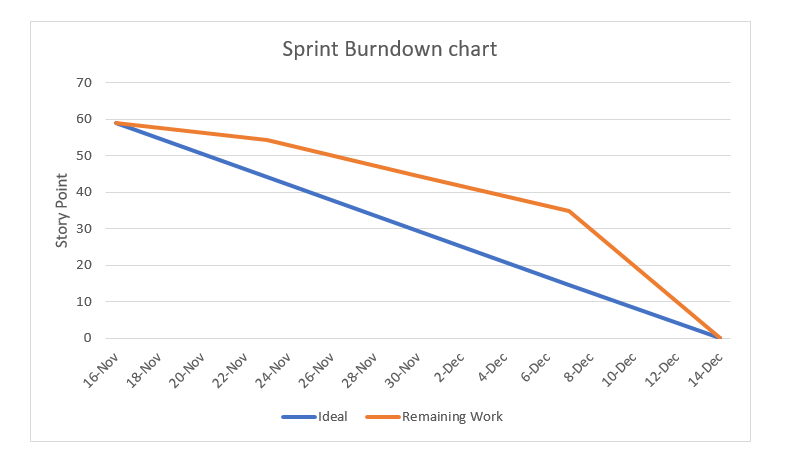 Sprint Burndown chart
70
60
50
40
30
20
10
0
Story Point
16-Nov
18-Nov
20-Nov
22-Nov
24-Nov
26-Nov
28-Nov
30-Nov
2-Dec
4-Dec
6-Dec
8-Dec
10-Dec
12-Dec
14-Dec
Ideal
Remaining Work